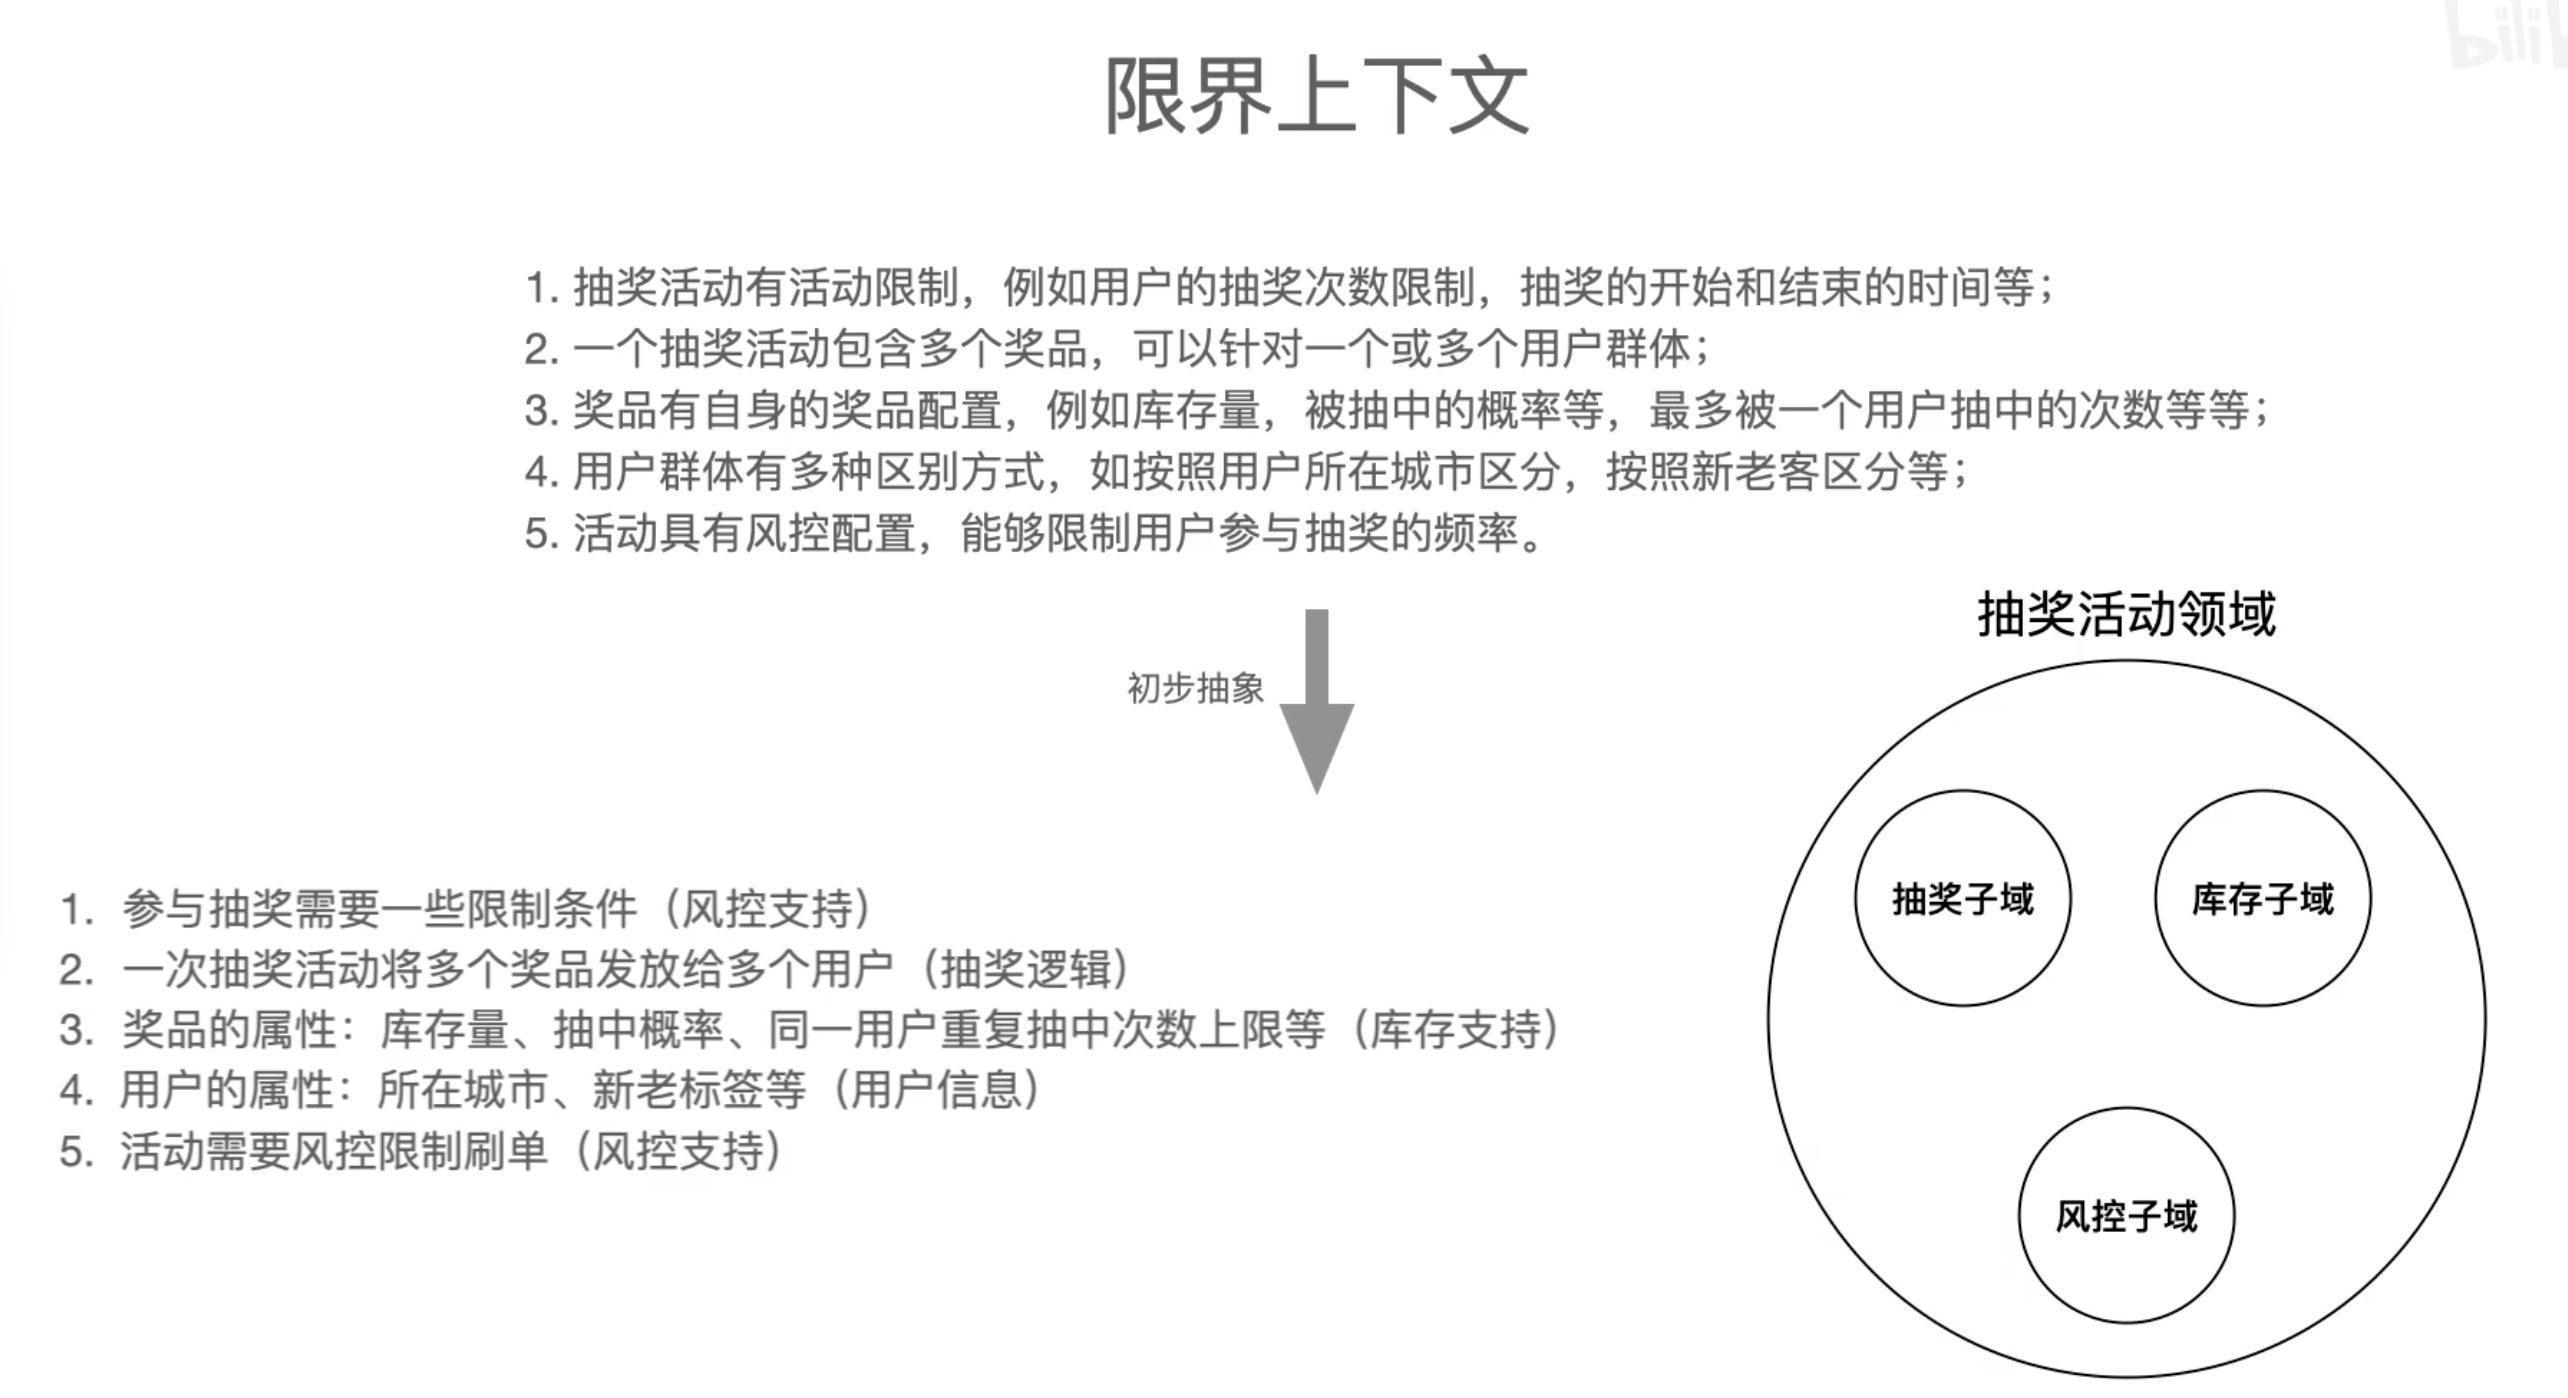 限界上下文
1. 抽奖活动有活动限制，例如用户的抽奖次数限制，抽奖的开始和结束的时间等；
2. 一个抽奖活动包含多个奖品，可以针对一个或多个用户群体；
3. 奖品有自身的奖品配置，例如库存量，被抽中的概率等，最多被一个用户抽中的次数等等；
4. 用户群体有多种区别方式，如按照用户所在城市区分，按照新老客区分等；
5. 活动具有风控配置，能够限制用户参与抽奖的频率。
初步抽象
1. 参与抽奖需要一些限制条件（风控支持）
2. 一次抽奖活动将多个奖品发放给多个用户（抽奖逻辑）
3. 奖品的属性：库存量、抽中概率、同一用户重复抽中次数上限等（库存支持）
4. 用户的属性：所在城市、新老标签等（用户信息）
5. 活动需要风控限制刷单（风控支持）
抽奖活动领域
抽奖子域
库存子域
风控子域